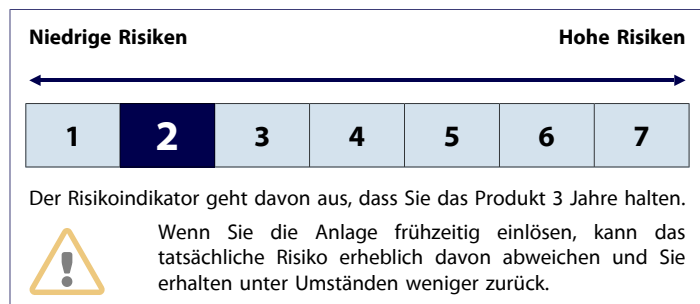 Niedrige Risiken Hohe Risiken
1 2 3 4 5 6 7
Der Risikoindikator geht davon aus, dass Sie das Produkt 3 Jahre halten.
Wenn Sie die Anlage frühzeitig einlösen, kann das
tatsächliche Risiko erheblich davon abweichen und Sie
erhalten unter Umständen weniger zurück.